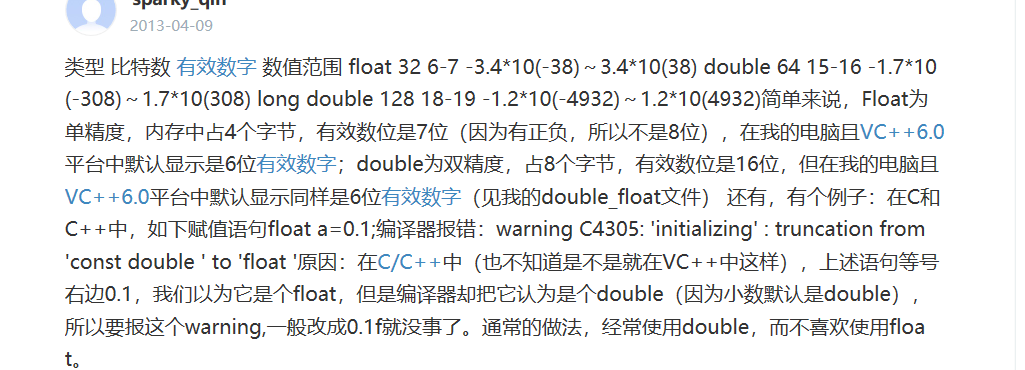 sparky_qin
2013-04-09
类型 比特数 有效数字 数值范围 float 32 6-7 -3.4*10(-38)～3.4*10(38) double 64 15-16 -1.7*10
(-308)～1.7*10(308) long double 128 18-19 -1.2*10(-4932)～1.2*10(4932)简单来说，Float为
单精度，内存中占4个字节，有效数位是7位（因为有正负，所以不是8位），在我的电脑且VC++6.0
平台中默认显示是6位有效数字；double为双精度，占8个字节，有效数位是16位，但在我的电脑且
VC++6.0平台中默认显示同样是6位有效数字（见我的double_float文件） 还有，有个例子：在C和
C++中，如下赋值语句float a=0.1;编译器报错：warning C4305: 'initializing' : truncation from
'const double ' to 'float '原因：在C/C++中（也不知道是不是就在VC++中这样），上述语句等号
右边0.1，我们以为它是个float，但是编译器却把它认为是个double（因为小数默认是double），
所以要报这个warning,一般改成0.1f就没事了。通常的做法，经常使用double，而不喜欢使用floa
t。